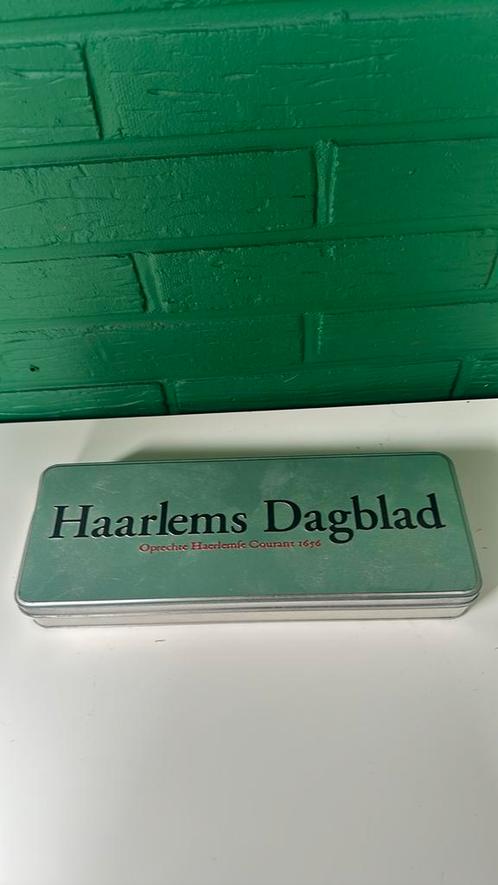 Haarlems Dagblad
Oprechte Haerlemse Courant 1656